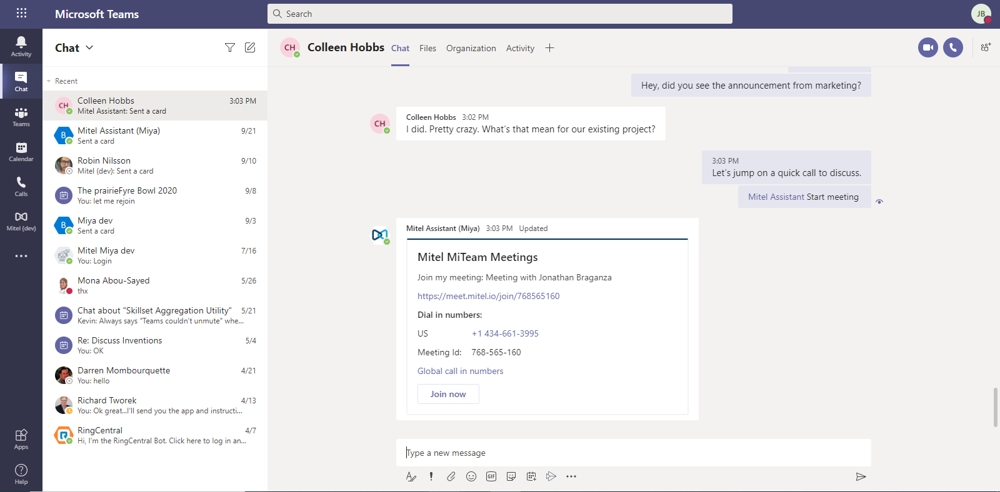 Microsoft Teams
Search
JB
Activity
Chat
Teams
Calendar
Calls
Mitel (dev)
Apps
Help
Chat
Recent
CH
Colleen Hobbs 3:03 PM
Mitel Assistant: Sent a card
B
Mitel Assistant (Miya) 9/21
Sent a card
Robin Nilsson 9/10
Mitel (dev): Sent a card
The prairieFyre Bowl 2020 9/8
You: let me rejoin
B
Miya dev 9/3
Sent a card
Mitel Miya dev 7/16
You: Login
Mona Abou-Sayed 5/26
thx
Chat about "Skillset Aggregation Utility" 5/21
Kevin: Always says "Teams couldn't unmute" whe...
Re: Discuss Inventions 5/4
You: OK
Darren Mombourquette 4/21
You: hello
Richard Tworek 4/13
You: Ok great...I'll send you the app and instructi...
RingCentral 4/7
Hi, I'm the RingCentral Bot. Click here to log in an...
CH
Colleen Hobbs Chat Files Organization Activity
Hey, did you see the announcement from marketing?
CH
Colleen Hobbs 3:02 PM
I did. Pretty crazy. What's that mean for our existing project?
3:03 PM
Let's jump on a quick call to discuss.
Mitel Assistant Start meeting
Mitel Assistant (Miya) 3:03 PM Updated
Mitel MiTeam Meetings
Join my meeting: Meeting with Jonathan Braganza
https://meet.mitel.io/join/768565160
Dial in numbers:
US +1 434-661-3995
Meeting Id: 768-565-160
Global call in numbers
Join now
Type a new message
GIF